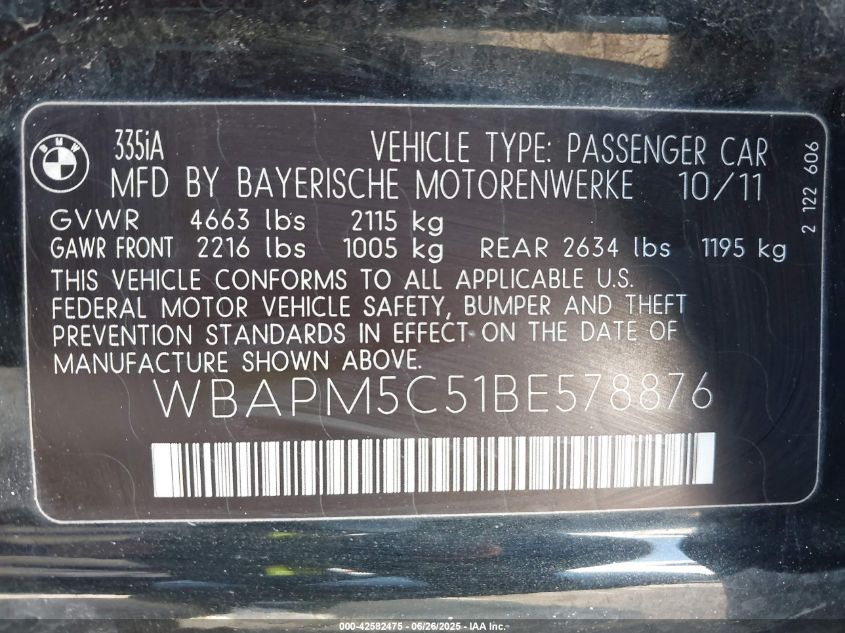 BMW
335iA VEHICLE TYPE: PASSENGER CAR
MFD BY BAYERISCHE MOTORENWERKE 10/11
GVWR 4663 lbs 2115 kg
GAWR FRONT 2216 lbs 1005 kg REAR 2634 lbs 1195 kg
THIS VEHICLE CONFORMS TO ALL APPLICABLE U.S.
FEDERAL MOTOR VEHICLE SAFETY, BUMPER AND THEFT
PREVENTION STANDARDS IN EFFECT ON THE DATE OF
MANUFACTURE SHOWN ABOVE.
WBAPM5C51BE578876
2 122 606
000-42582475 - 06/26/2025 - IAA Inc.